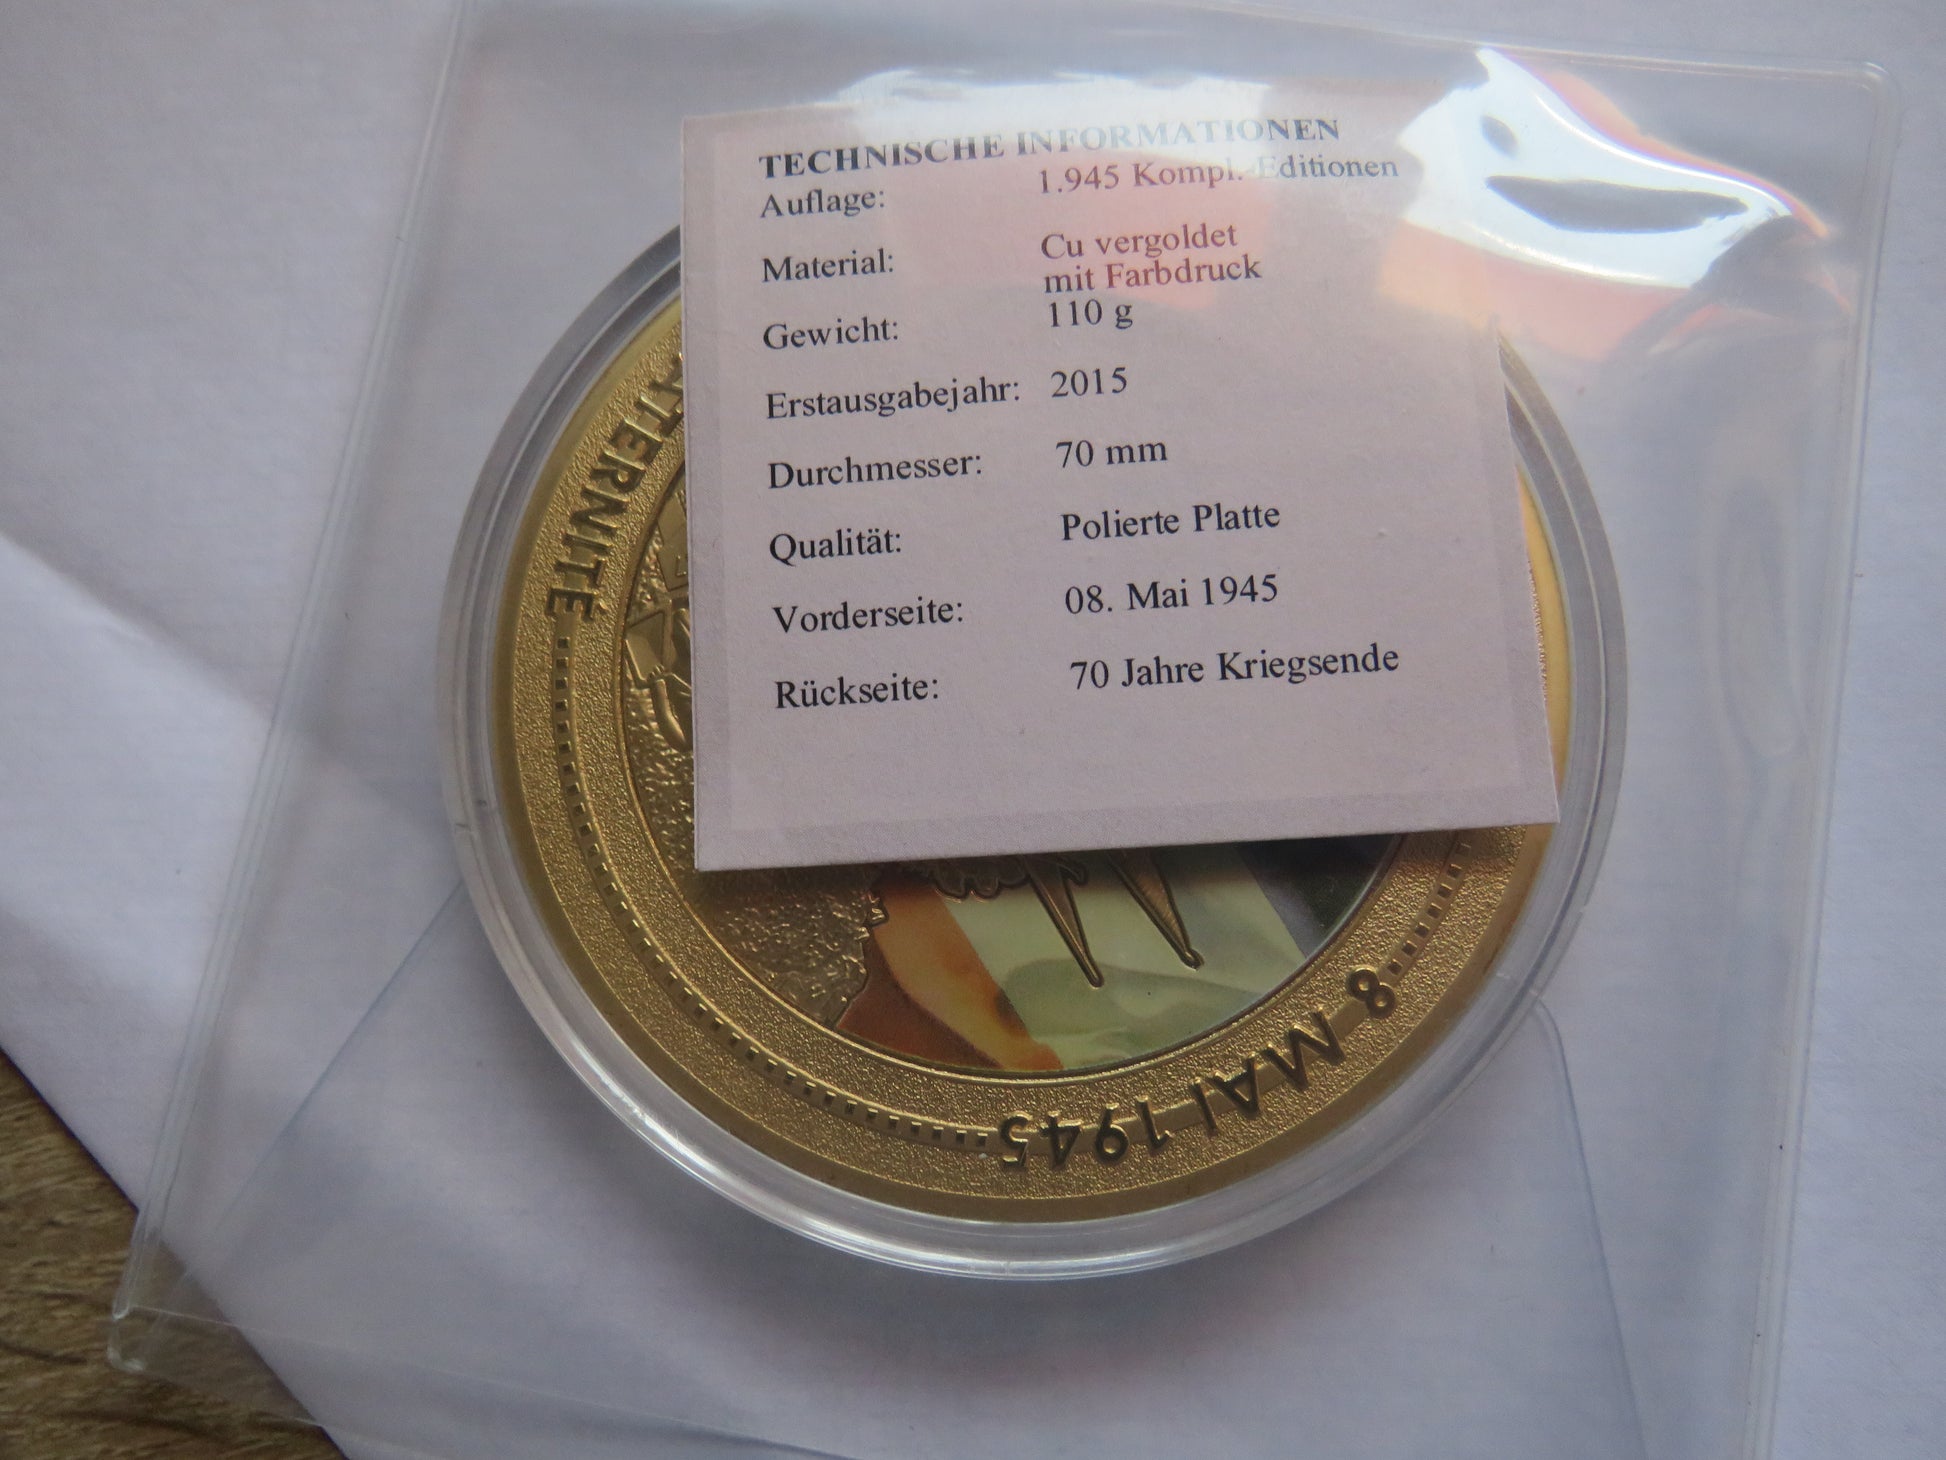 TECHNISCHE INFORMATIONEN
Auflage: 1.945 Kompl.-Editionen
Material: Cu vergoldet
mit Farbdruck
Gewicht: 110 g
Erstausgabejahr: 2015
Durchmesser: 70 mm
Qualität: Polierte Platte
Vorderseite: 08. Mai 1945
Rückseite: 70 Jahre Kriegsende
ATERNITÉ
8 MAI 1945